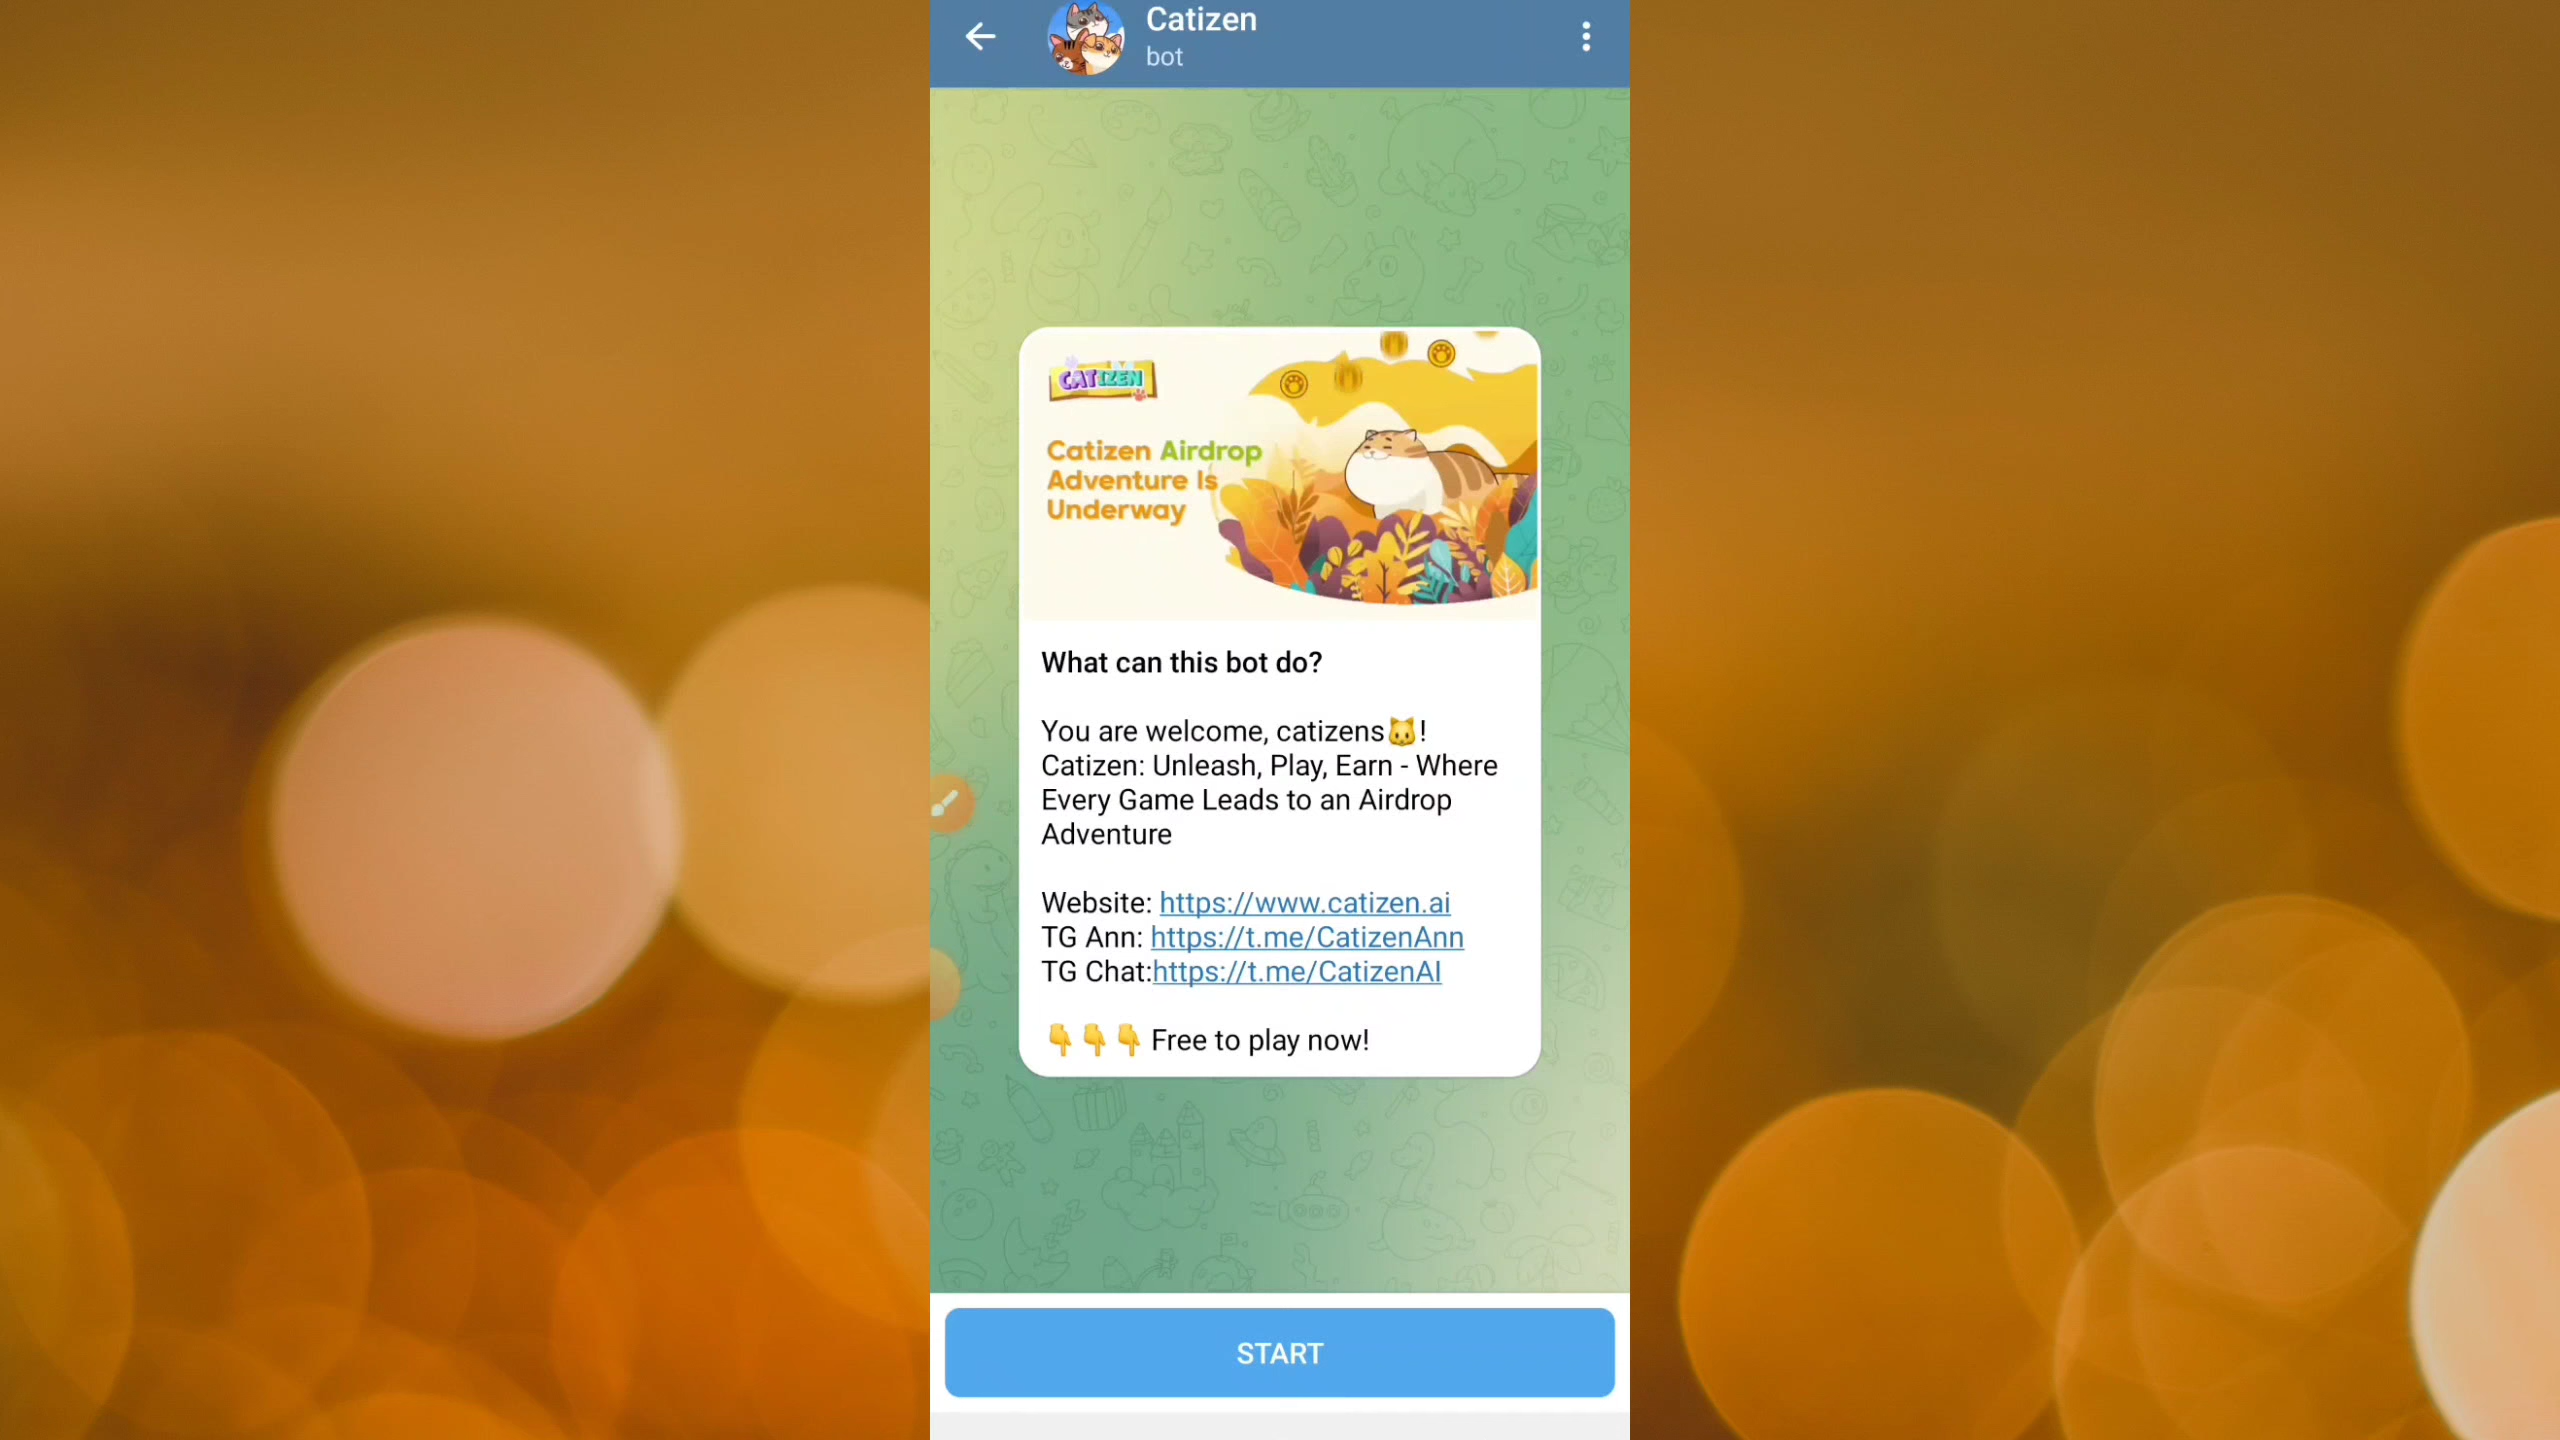 Catizen
bot
CATIZEN
Catizen Airdrop
Adventure Is
Underway
What can this bot do?
You are welcome, catizens🐱!
Catizen: Unleash, Play, Earn - Where
Every Game Leads to an Airdrop
Adventure
Website: https://www.catizen.ai
TG Ann: https://t.me/CatizenAnn
TG Chat:https://t.me/CatizenAI
👇👇👇 Free to play now!
START